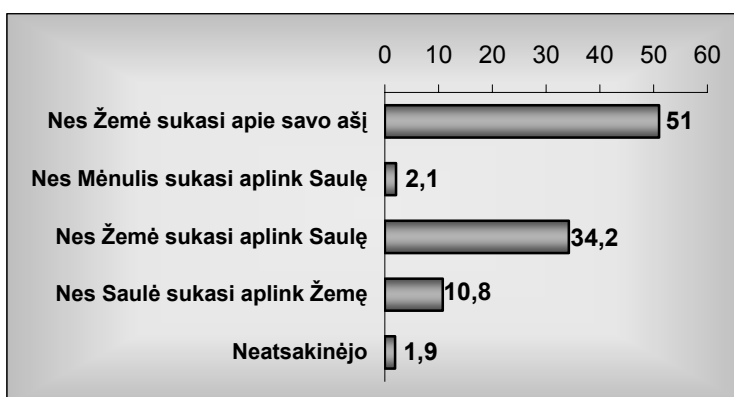 0 10 20 30 40 50 60
Nes Žemė sukasi apie savo ašį 51
Nes Mėnulis sukasi aplink Saulę 2,1
Nes Žemė sukasi aplink Saulę 34,2
Nes Saulė sukasi aplink Žemę 10,8
Neatsakinėjo 1,9